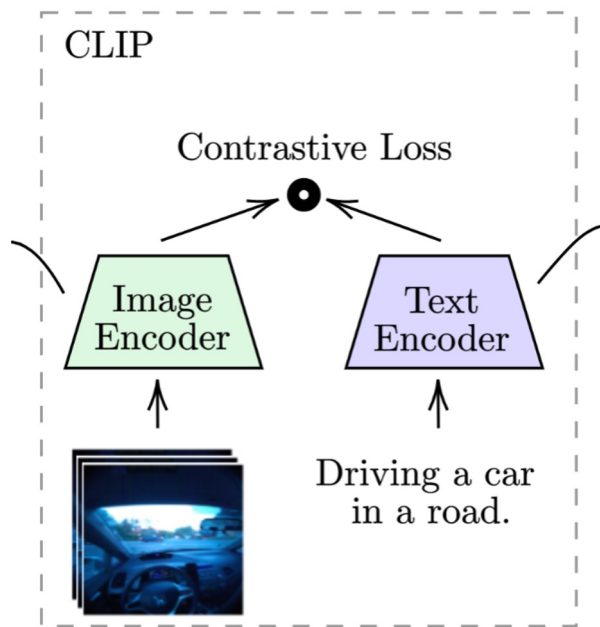 CLIP
Contrastive Loss
Image
Encoder
Text
Encoder
Driving a car
in a road.